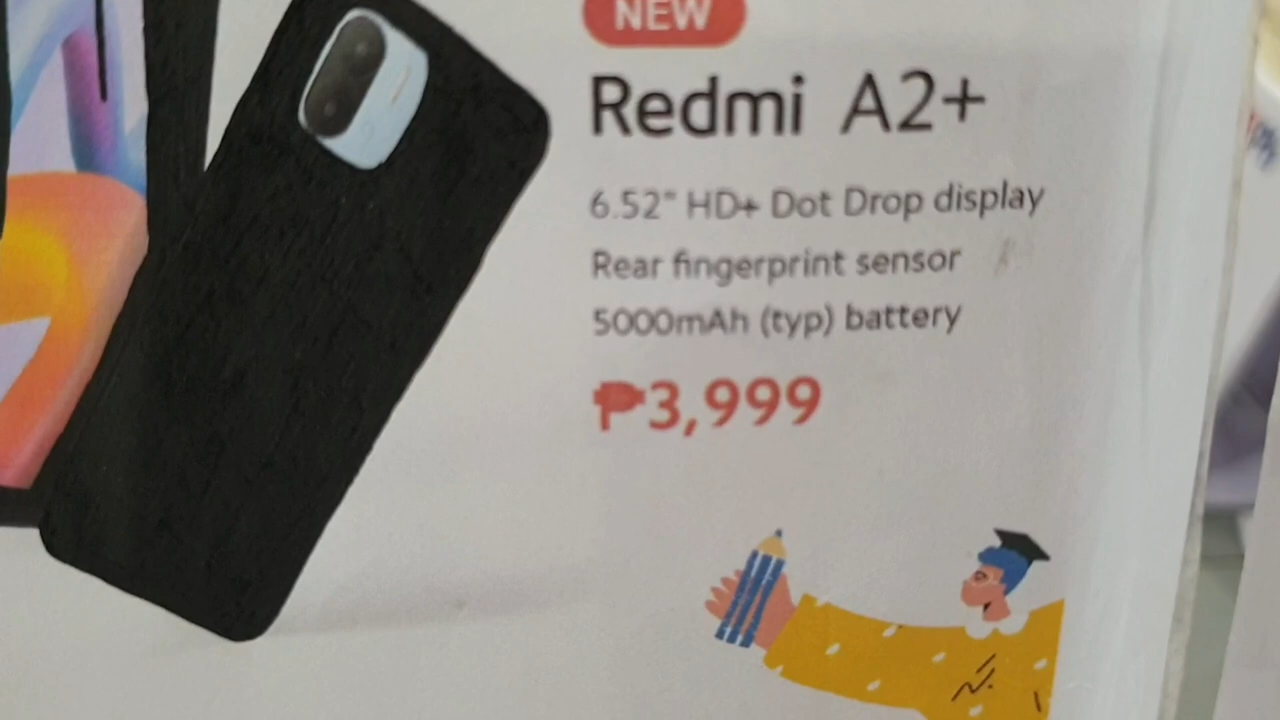 NEW
Redmi A2+
6.52" HD+ Dot Drop display
Rear fingerprint sensor
5000mAh (typ) battery
₱3,999